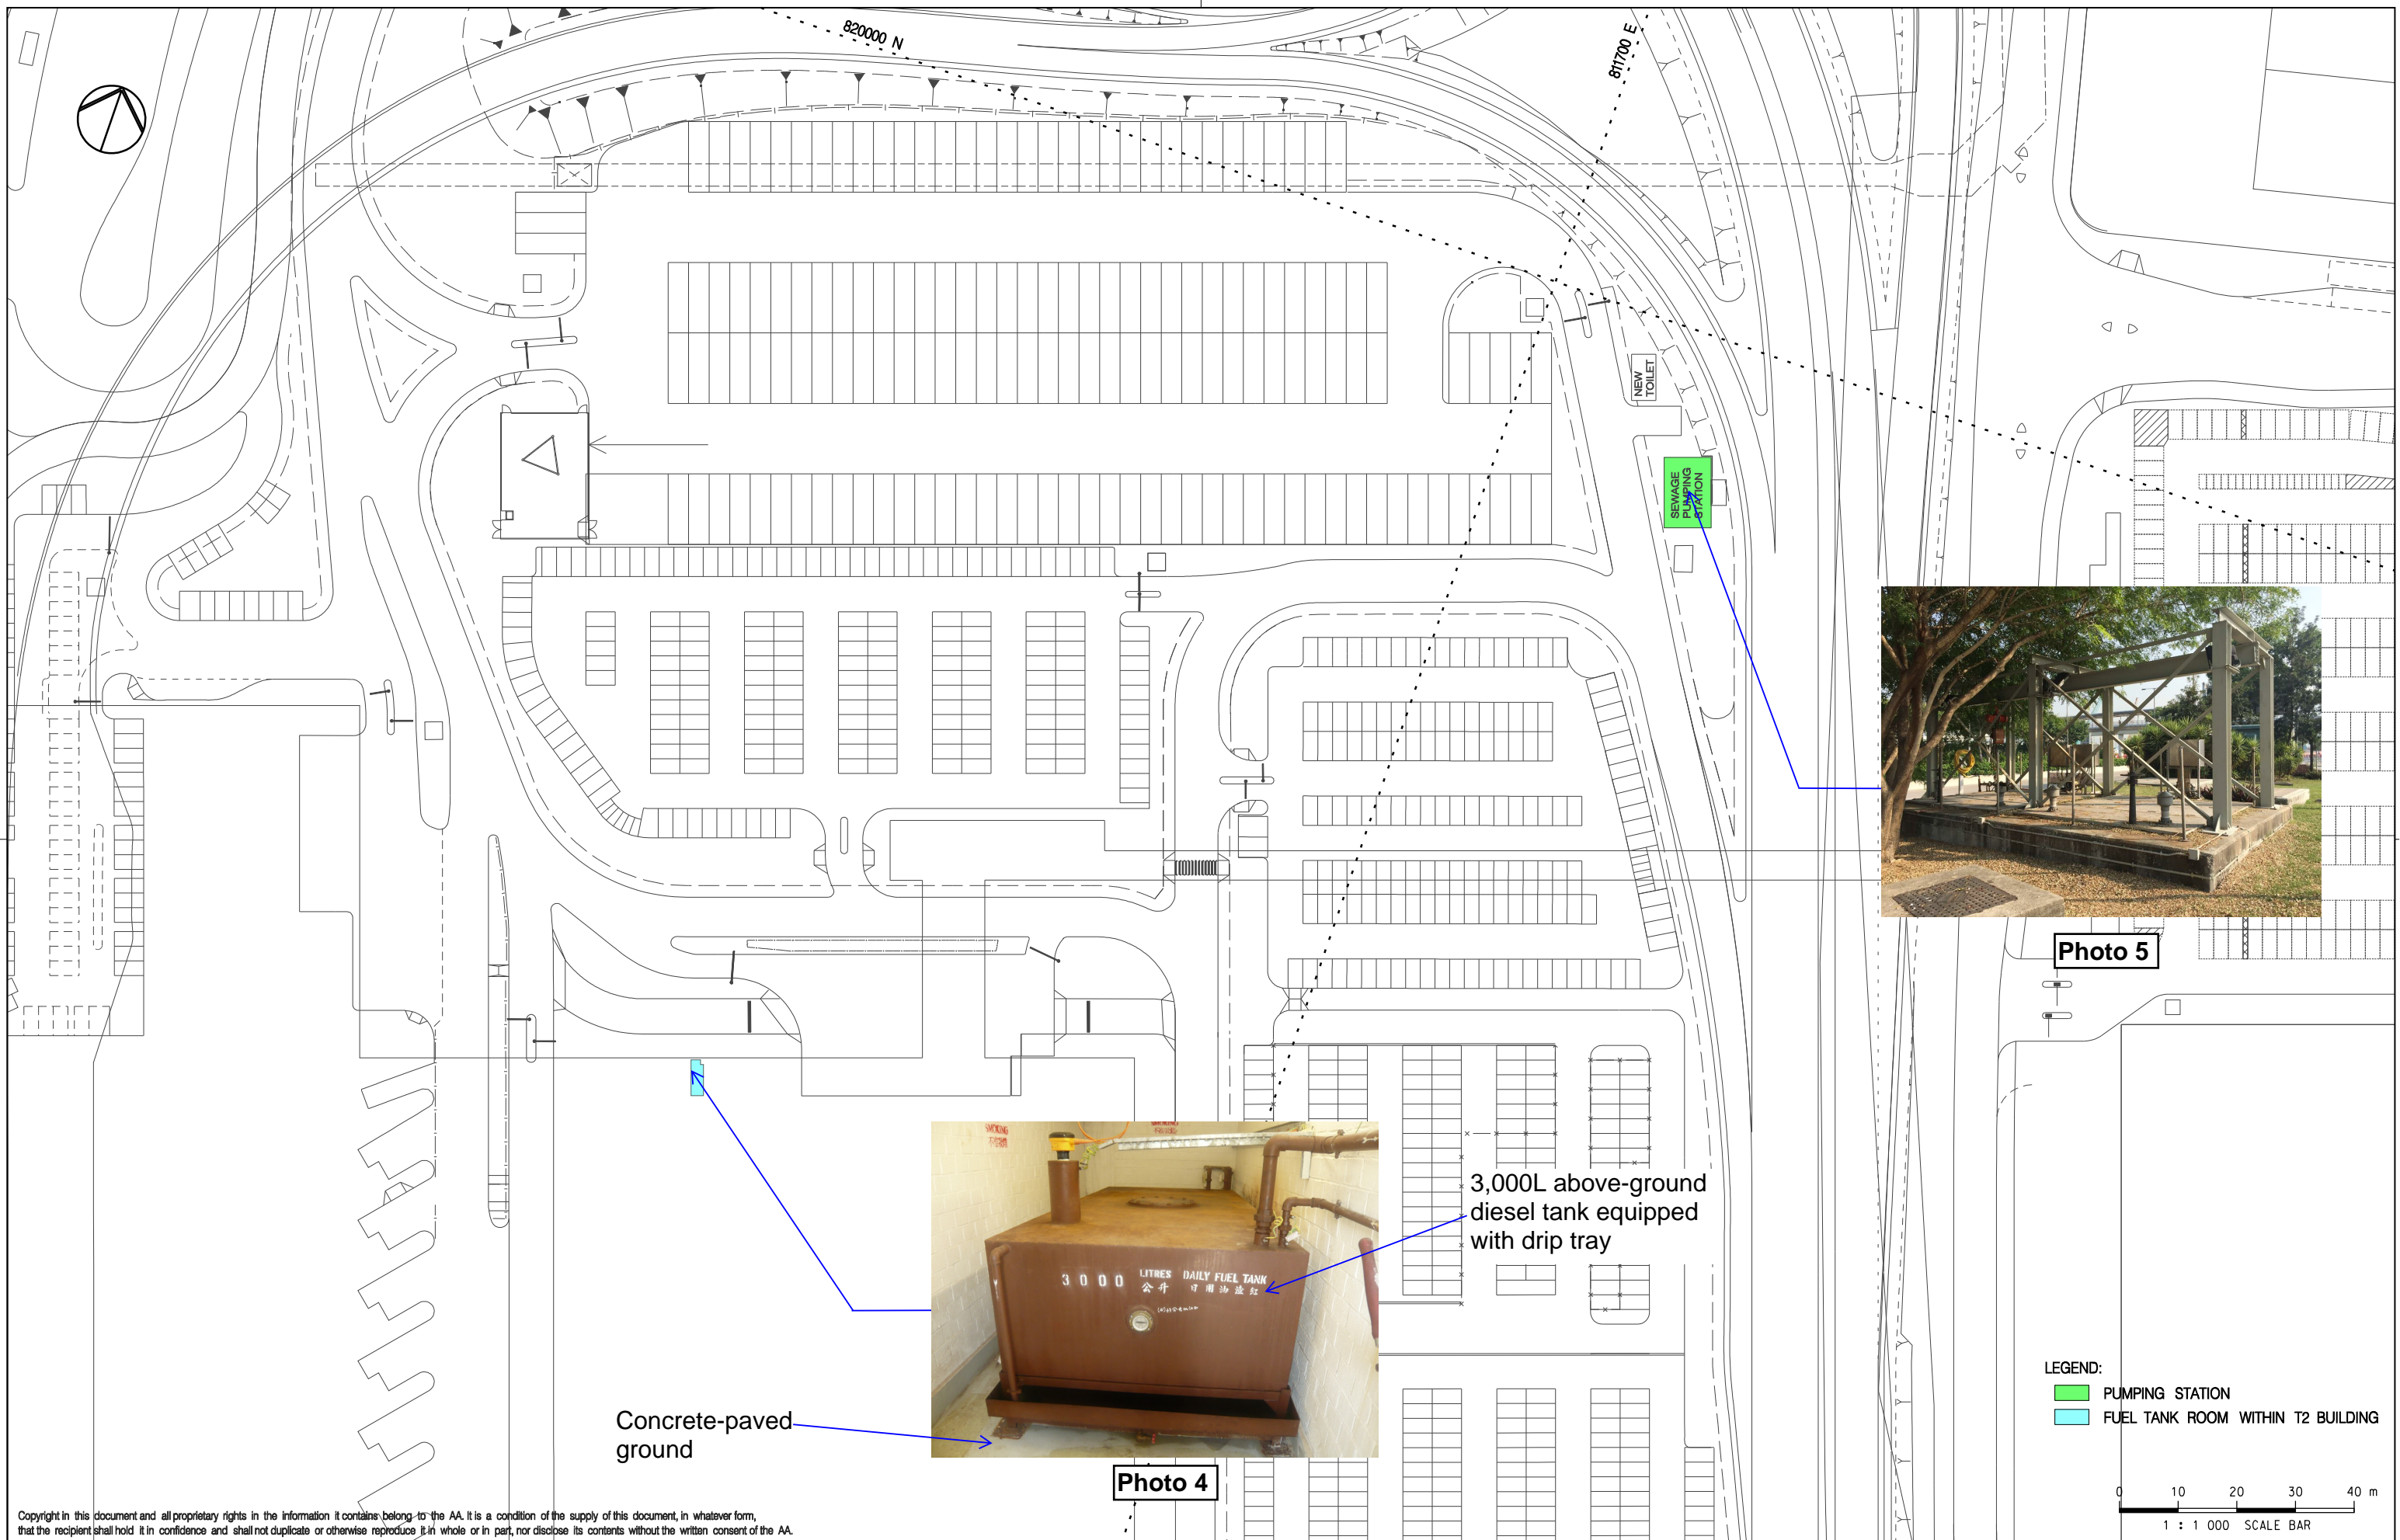 820000 N
811700 E
NEW
TOILET
SEWAGE
PUMPING
STATION
Photo 5
SMOKING
3000 LITRES DAILY FUEL TANK
公升 日用油渣缸
3,000L above-ground
diesel tank equipped
with drip tray
Concrete-paved
ground
Photo 4
LEGEND:
PUMPING STATION
FUEL TANK ROOM WITHIN T2 BUILDING
0 10 20 30 40 m
1 : 1 000 SCALE BAR
Copyright in this document and all proprietary rights in the information it contains belong to the AA. It is a condition of the supply of this document, in whatever form,
that the recipient shall hold it in confidence and shall not duplicate or otherwise reproduce it in whole or in part, nor disclose its contents without the written consent of the AA.